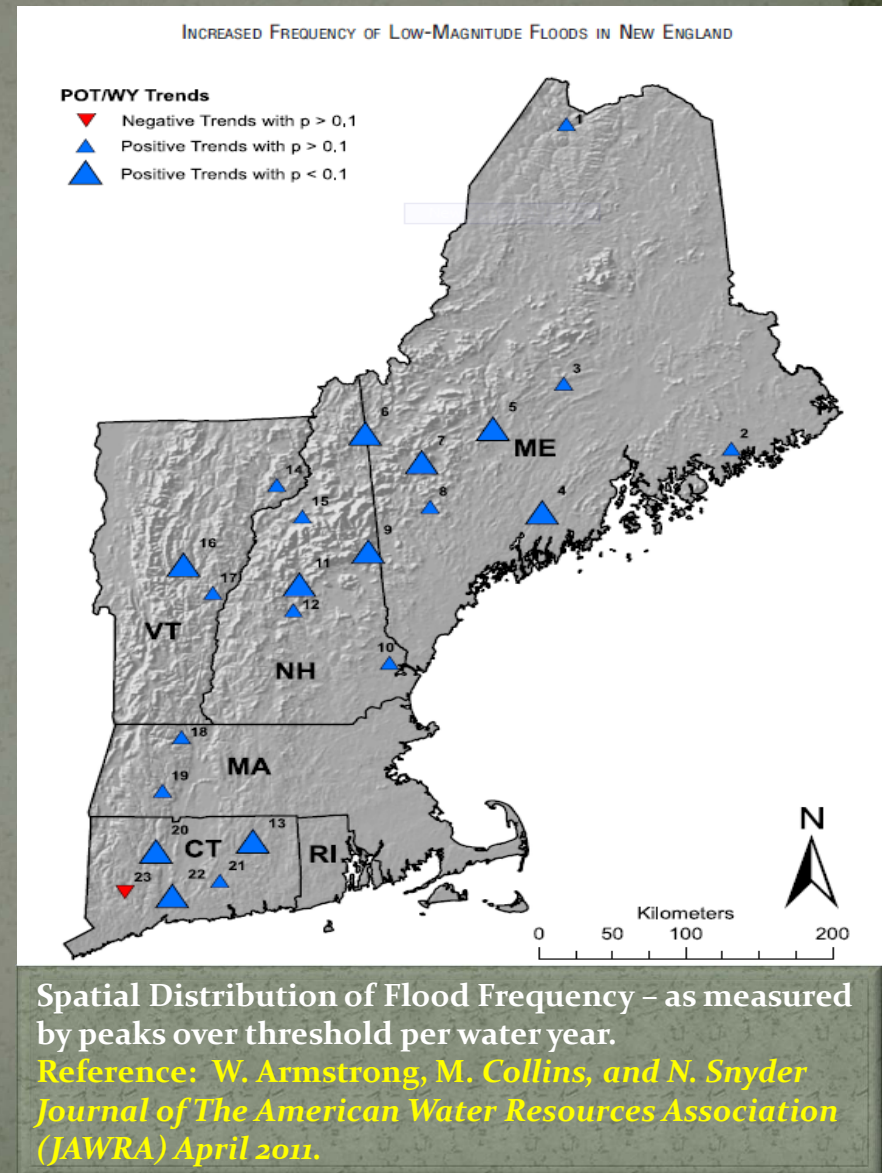 INCREASED FREQUENCY OF LOW-MAGNITUDE FLOODS IN NEW ENGLAND
POT/WY Trends
Negative Trends with p > 0,1
Positive Trends with p > 0,1
Positive Trends with p < 0,1
1
3
6
5
7
ME
2
14
8
4
15
9
16
11
17
12
VT
10
NH
18
MA
19
20
13
CT
RI
23
22
21
N
Kilometers
0 50 100 200
Spatial Distribution of Flood Frequency – as measured
by peaks over threshold per water year.
Reference: W. Armstrong, M. Collins, and N. Snyder
Journal of The American Water Resources Association
(JAWRA) April 2011.